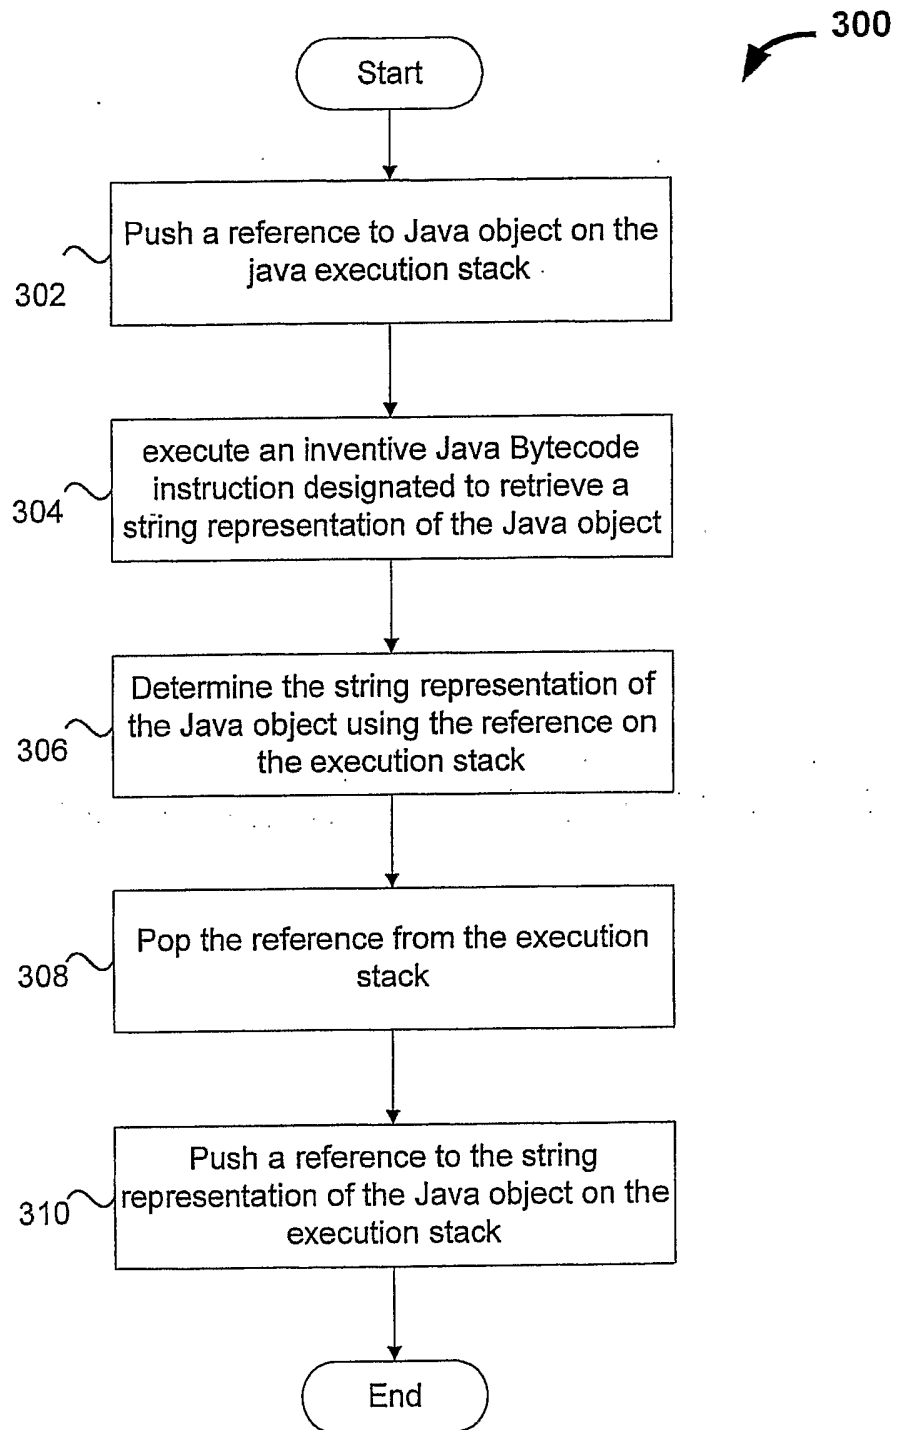 300
Start
Push a reference to Java object on the
java execution stack
302
execute an inventive Java Bytecode
instruction designated to retrieve a
string representation of the Java object
304
Determine the string representation of
the Java object using the reference on
the execution stack
306
Pop the reference from the execution
stack
308
Push a reference to the string
representation of the Java object on the
execution stack
310
End